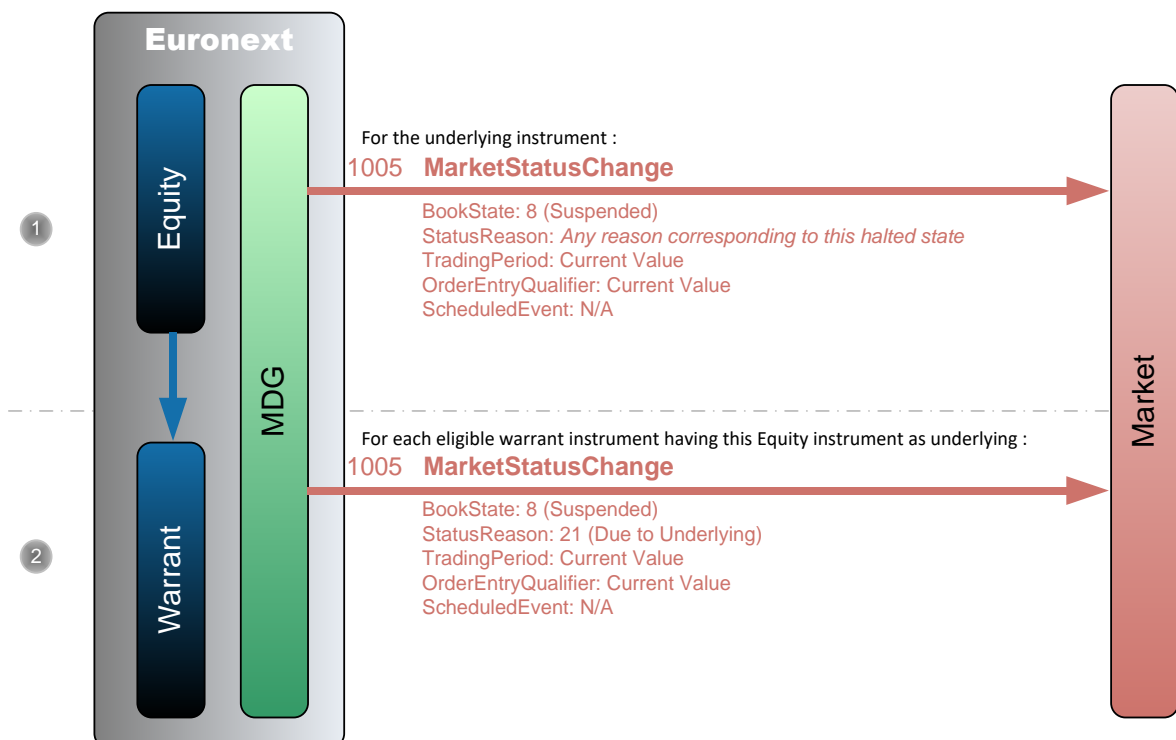 Euronext
Equity
MDG
Market
Warrant
1
For the underlying instrument :
1005 MarketStatusChange
BookState: 8 (Suspended)
StatusReason: Any reason corresponding to this halted state
TradingPeriod: Current Value
OrderEntryQualifier: Current Value
ScheduledEvent: N/A
2
For each eligible warrant instrument having this Equity instrument as underlying :
1005 MarketStatusChange
BookState: 8 (Suspended)
StatusReason: 21 (Due to Underlying)
TradingPeriod: Current Value
OrderEntryQualifier: Current Value
ScheduledEvent: N/A